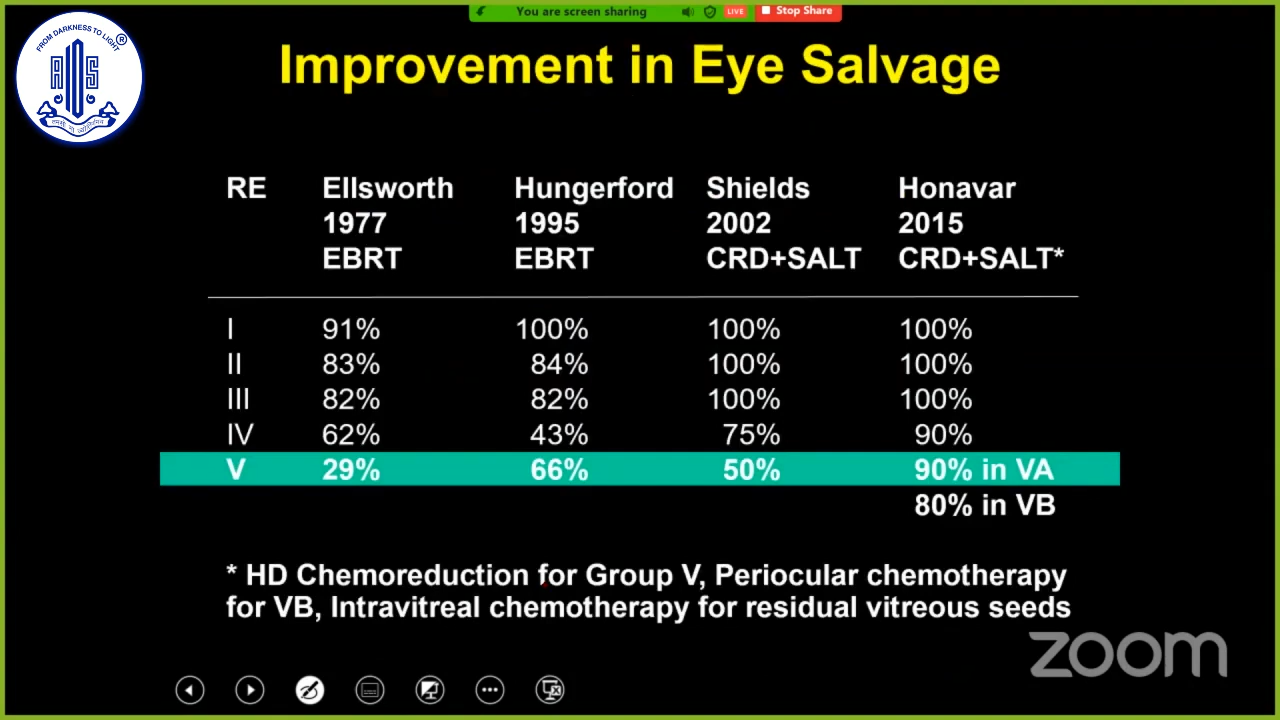 You are screen sharing LIVE Stop Share
FROM DARKNESS TO LIGHT
AIOS
Improvement in Eye Salvage
RE Ellsworth Hungerford Shields Honavar
1977 1995 2002 2015
EBRT EBRT CRD+SALT CRD+SALT*
I 91% 100% 100% 100%
II 83% 84% 100% 100%
III 82% 82% 100% 100%
IV 62% 43% 75% 90%
V 29% 66% 50% 90% in VA
80% in VB
* HD Chemoreduction for Group V, Periocular chemotherapy
for VB, Intravitreal chemotherapy for residual vitreous seeds
zoom